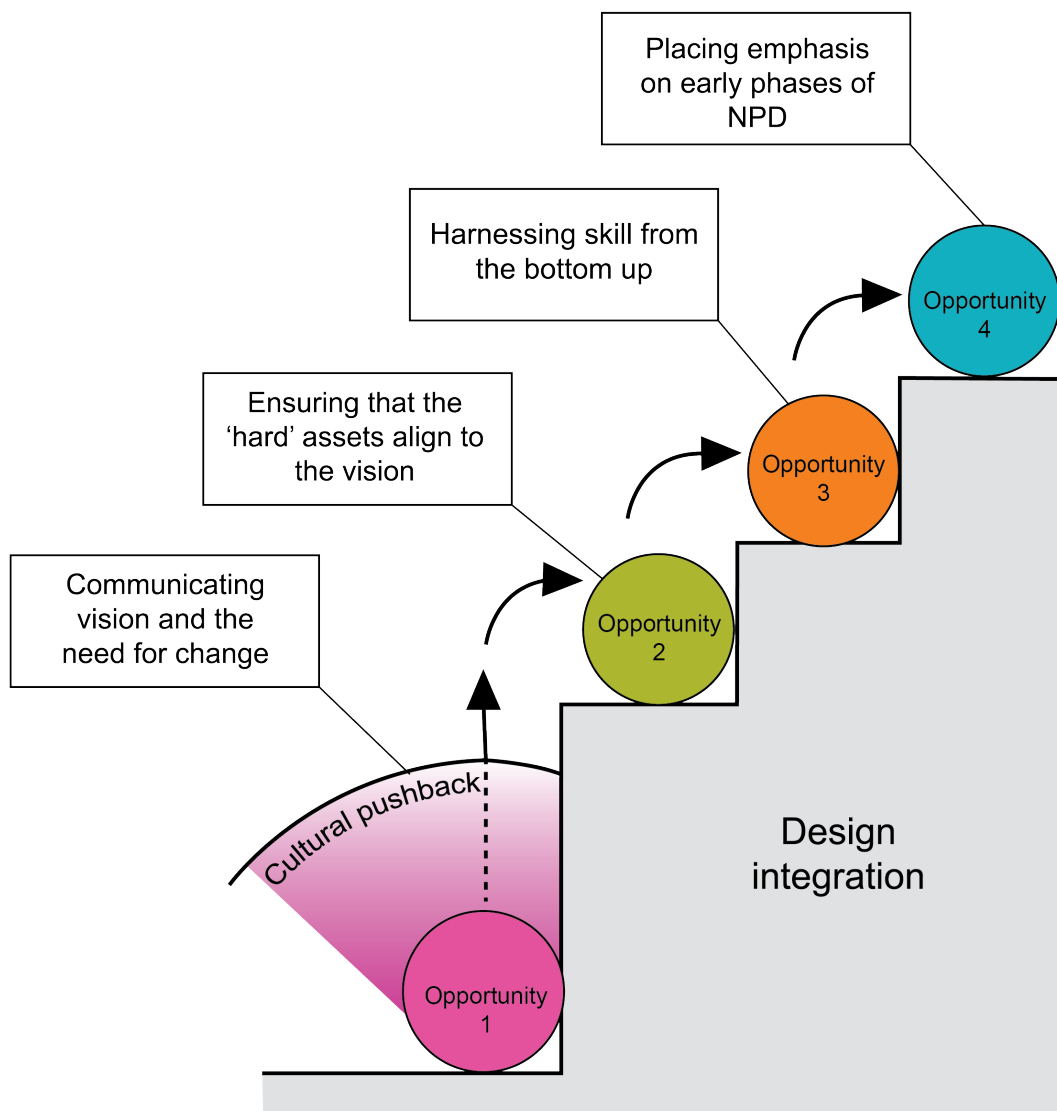 Placing emphasis
on early phases of
NPD
Harnessing skill from
the bottom up
Opportunity
4
Ensuring that the
‘hard’ assets align to
the vision
Opportunity
3
Communicating
vision and the
need for change
Opportunity
2
Cultural pushback
Design
integration
Opportunity
1